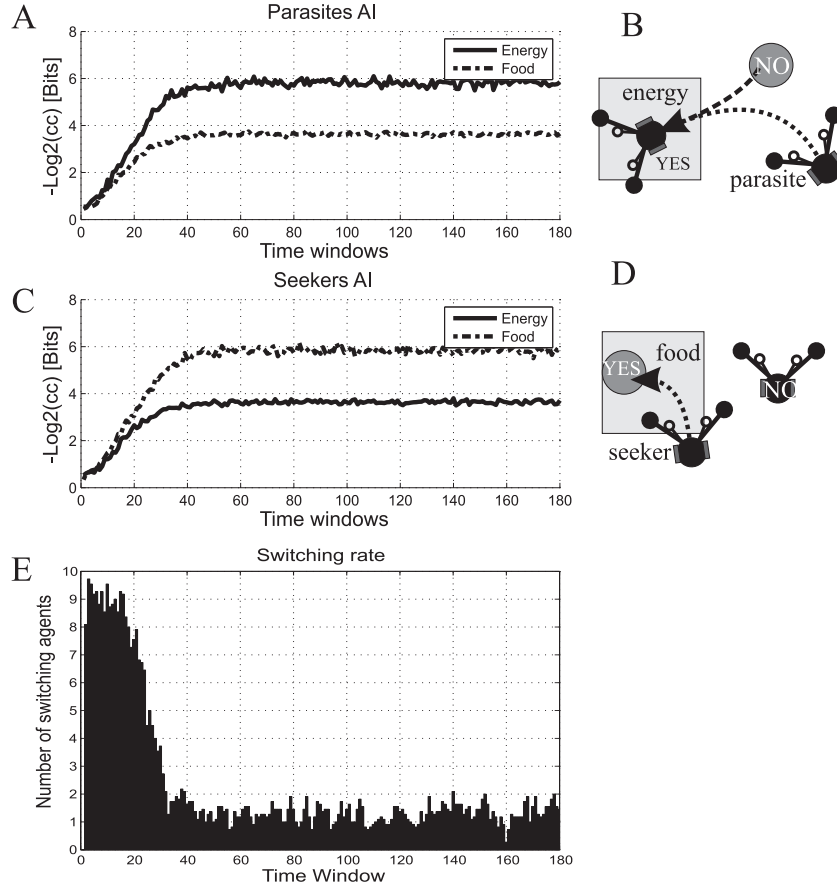 A
Parasites AI
-Log2(cc) [Bits]
8
6
4
2
0
Energy
Food
0 20 40 60 80 100 120 140 160 180
Time windows
B
NO
energy
YES
parasite
C
Seekers AI
-Log2(cc) [Bits]
8
6
4
2
0
Energy
Food
0 20 40 60 80 100 120 140 160 180
Time windows
D
YES
food
NO
seeker
E
Switching rate
Number of switching agents
10
9
8
7
6
5
4
3
2
1
0
0 20 40 60 80 100 120 140 160 180
Time Window